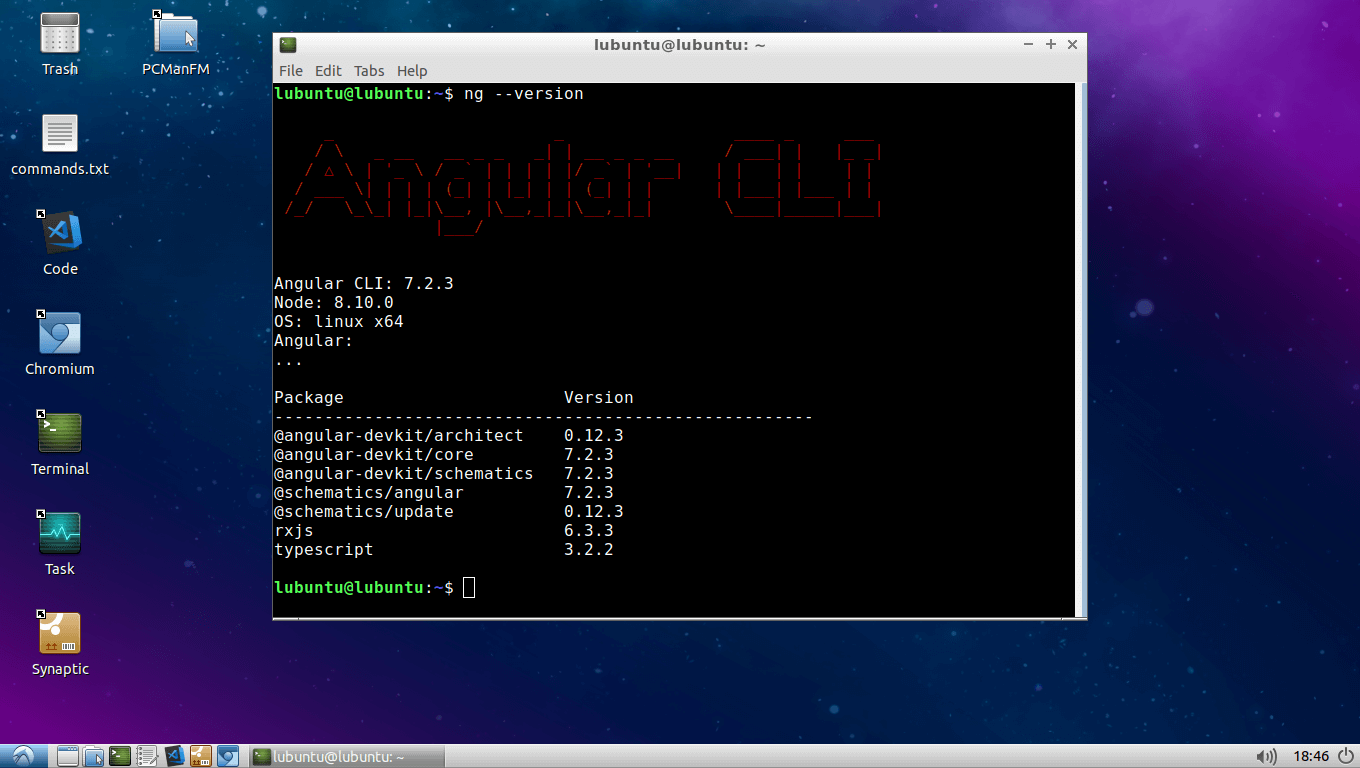 Trash
PCManFM
commands.txt
Code
Chromium
Terminal
Task
Synaptic
lubuntu@lubuntu: ~
File Edit Tabs Help
lubuntu@lubuntu:~$ ng --version
Angular CLI
Angular CLI: 7.2.3
Node: 8.10.0
OS: linux x64
Angular:
...
Package Version
------------------------------------------------------
@angular-devkit/architect 0.12.3
@angular-devkit/core 7.2.3
@angular-devkit/schematics 7.2.3
@schematics/angular 7.2.3
@schematics/update 0.12.3
rxjs 6.3.3
typescript 3.2.2
lubuntu@lubuntu:~$
lubuntu@lubuntu: ~
18:46